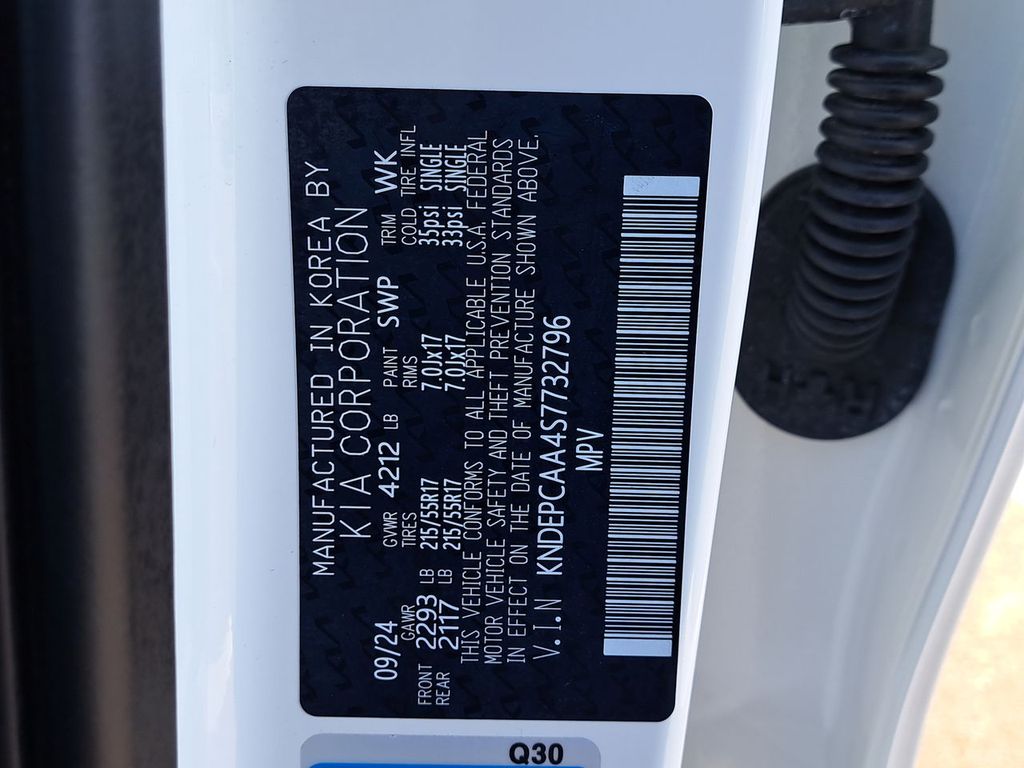 MANUFACTURED IN KOREA BY
KIA CORPORATION
09/24 GVWR 4212 LB PAINT SWP TRIM WK
GAWR TIRES RIMS COLD TIRE INFL
FRONT 2293 LB 215/55R17 7.0Jx17 35psi SINGLE
REAR 2117 LB 215/55R17 7.0Jx17 33psi SINGLE
THIS VEHICLE CONFORMS TO ALL APPLICABLE U.S.A. FEDERAL
MOTOR VEHICLE SAFETY AND THEFT PREVENTION STANDARDS
IN EFFECT ON THE DATE OF MANUFACTURE SHOWN ABOVE.
V.I.N KNDEPCAA4S7732796
MPV
Q30